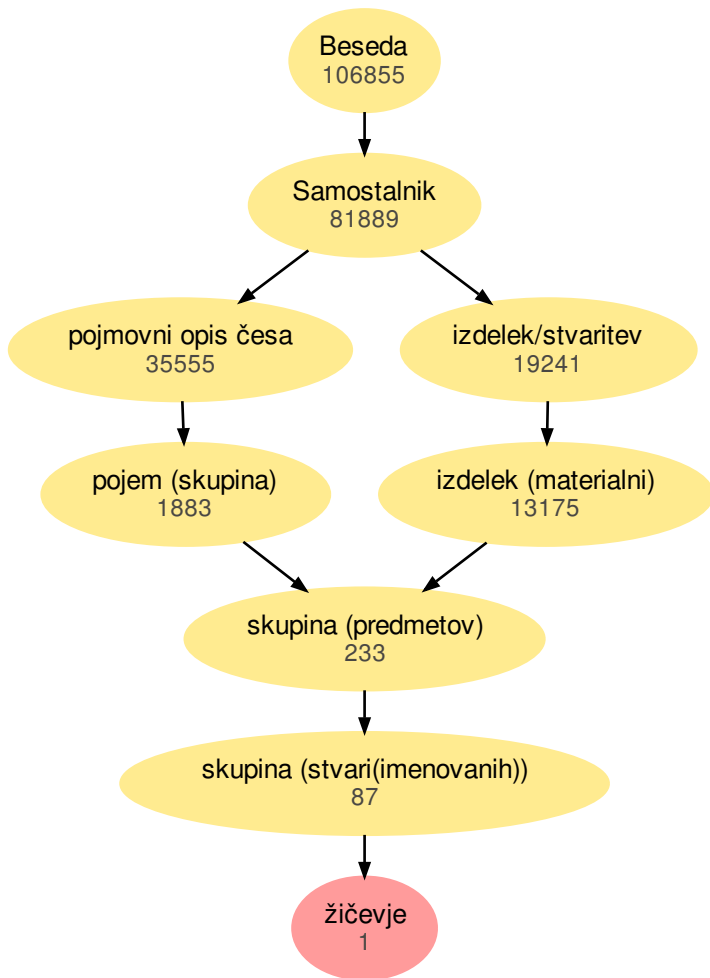 Beseda
106855
Samostalnik
81889
pojmovni opis česa
35555
izdelek/stvaritev
19241
pojem (skupina)
1883
izdelek (materialni)
13175
skupina (predmetov)
233
skupina (stvari(imenovanih))
87
žičevje
1